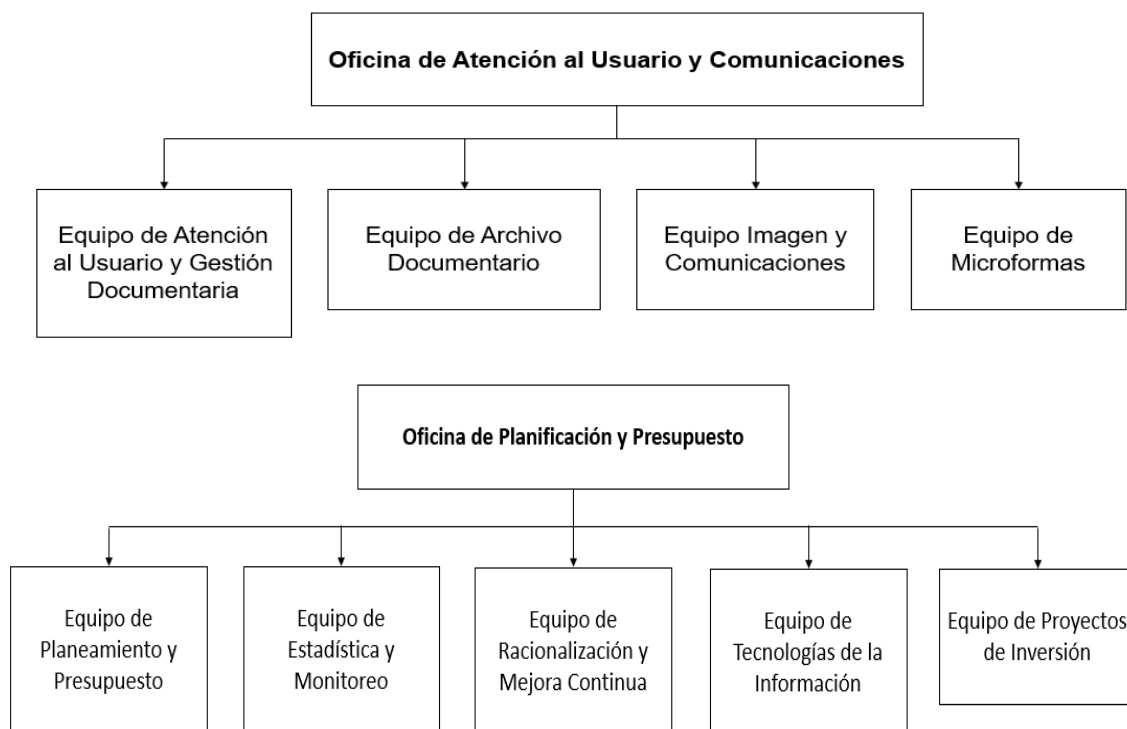 Oficina de Atención al Usuario y Comunicaciones
Equipo de Atención
al Usuario y Gestión
Documentaria
Equipo de Archivo
Documentario
Equipo Imagen y
Comunicaciones
Equipo de
Microformas
Oficina de Planificación y Presupuesto
Equipo de
Planeamiento y
Presupuesto
Equipo de
Estadística y
Monitoreo
Equipo de
Racionalización y
Mejora Continua
Equipo de
Tecnologías de la
Información
Equipo de Proyectos
de Inversión